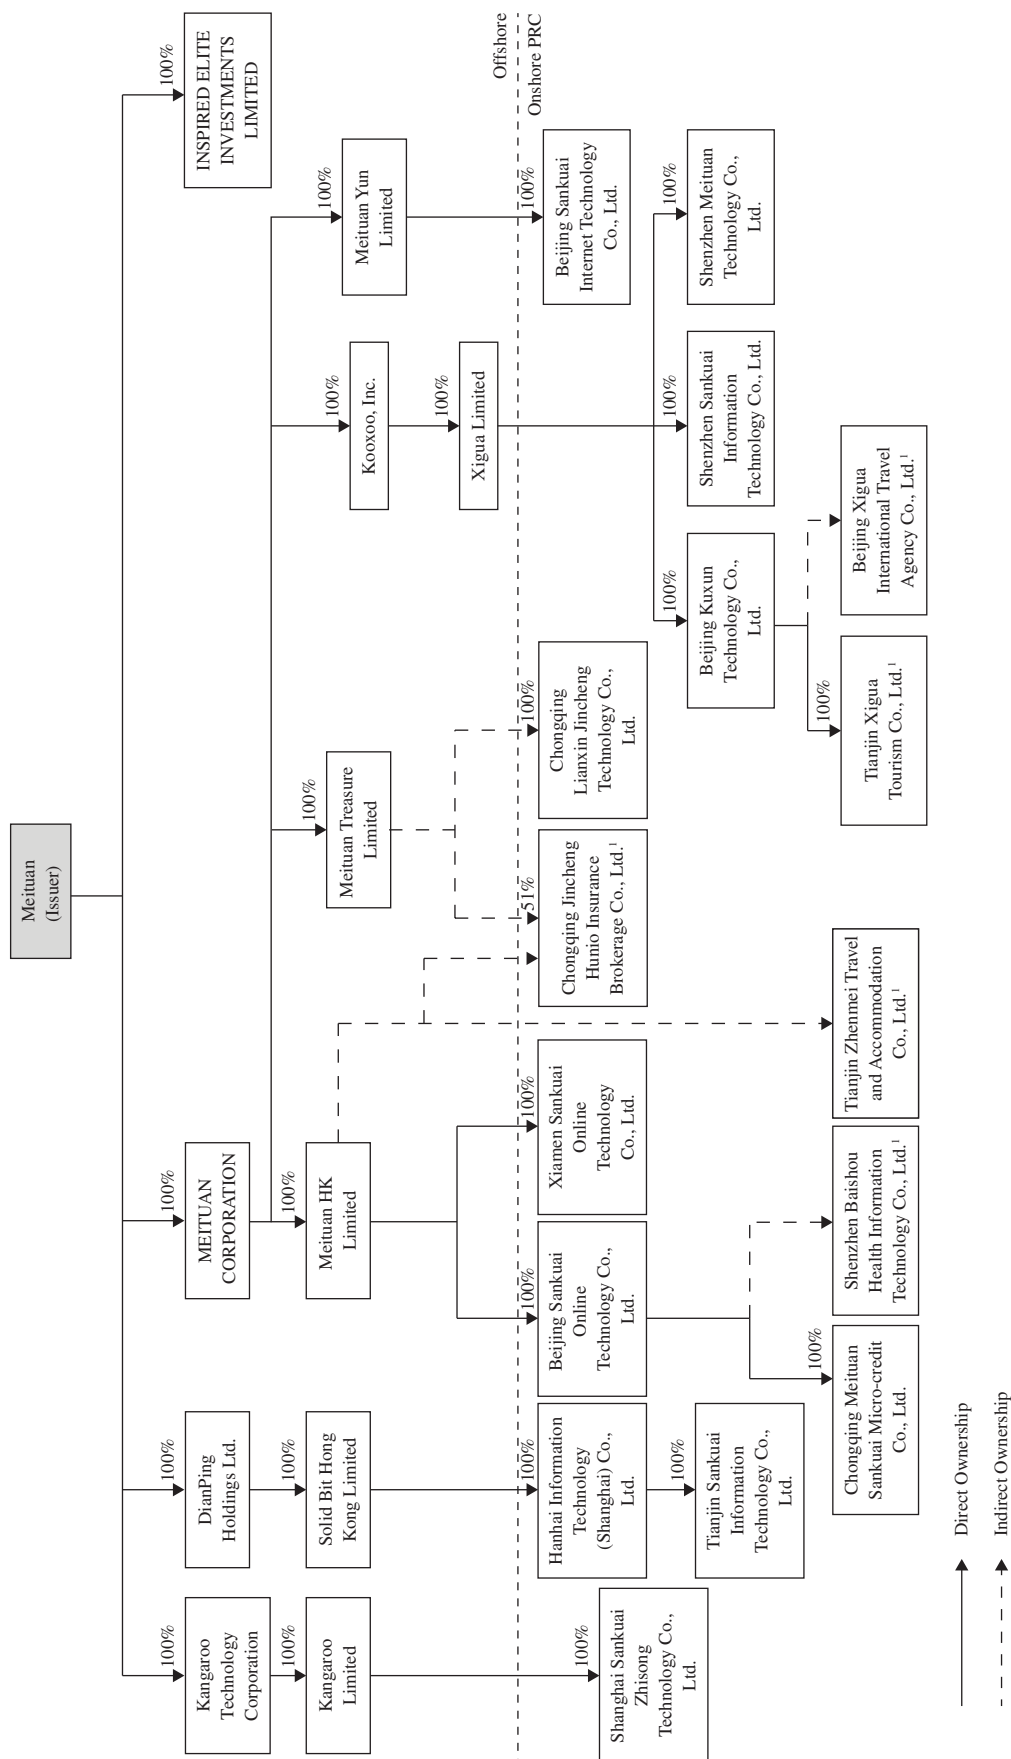 Meituan
(Issuer)
100%
Kangaroo
Technology
Corporation
100%
DianPing
Holdings Ltd.
100%
MEITUAN
CORPORATION
100%
INSPIRED ELITE
INVESTMENTS
LIMITED
100%
Kangaroo
Limited
100%
Solid Bit Hong
Kong Limited
100%
Meituan HK
Limited
100%
Meituan Treasure
Limited
100%
Kooxoo, Inc.
100%
Meituan Yun
Limited
100%
Xigua Limited
Offshore
Onshore PRC
100%
Shanghai Sankuai
Zhisong
Technology Co.,
Ltd.
100%
Hanhai Information
Technology
(Shanghai) Co.,
Ltd.
100%
Beijing Sankuai
Online
Technology Co.,
Ltd.
100%
Xiamen Sankuai
Online
Technology
Co., Ltd.
51%
Chongqing Jincheng
Hunio Insurance
Brokerage Co., Ltd.¹
100%
Chongqing
Lianxin Jincheng
Technology Co.,
Ltd.
100%
Beijing Sankuai
Internet Technology
Co., Ltd.
100%
Tianjin Sankuai
Information
Technology Co.,
Ltd.
100%
Beijing Kuxun
Technology Co.,
Ltd.
100%
Shenzhen Sankuai
Information
Technology Co., Ltd.
100%
Shenzhen Meituan
Technology Co.,
Ltd.
100%
Chongqing Meituan
Sankuai Micro-credit
Co., Ltd.
Shenzhen Baishou
Health Information
Technology Co., Ltd.¹
Tianjin Zhenmei Travel
and Accommodation
Co., Ltd.¹
100%
Tianjin Xigua
Tourism Co., Ltd.¹
Beijing Xigua
International Travel
Agency Co., Ltd.¹
Direct Ownership
Indirect Ownership